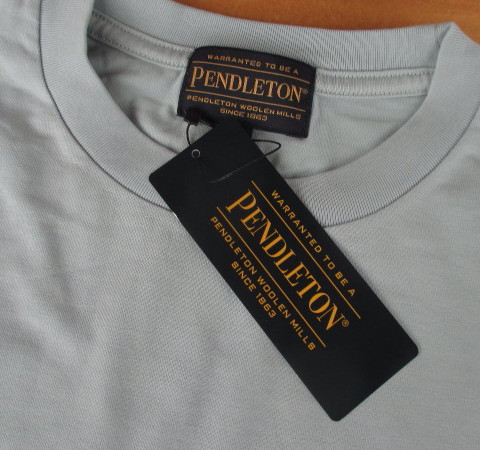 WARRANTED TO BE A
PENDLETON®
PENDLETON WOOLEN MILLS
SINCE 1863
WARRANTED TO BE A
PENDLETON®
PENDLETON WOOLEN MILLS
SINCE 1863